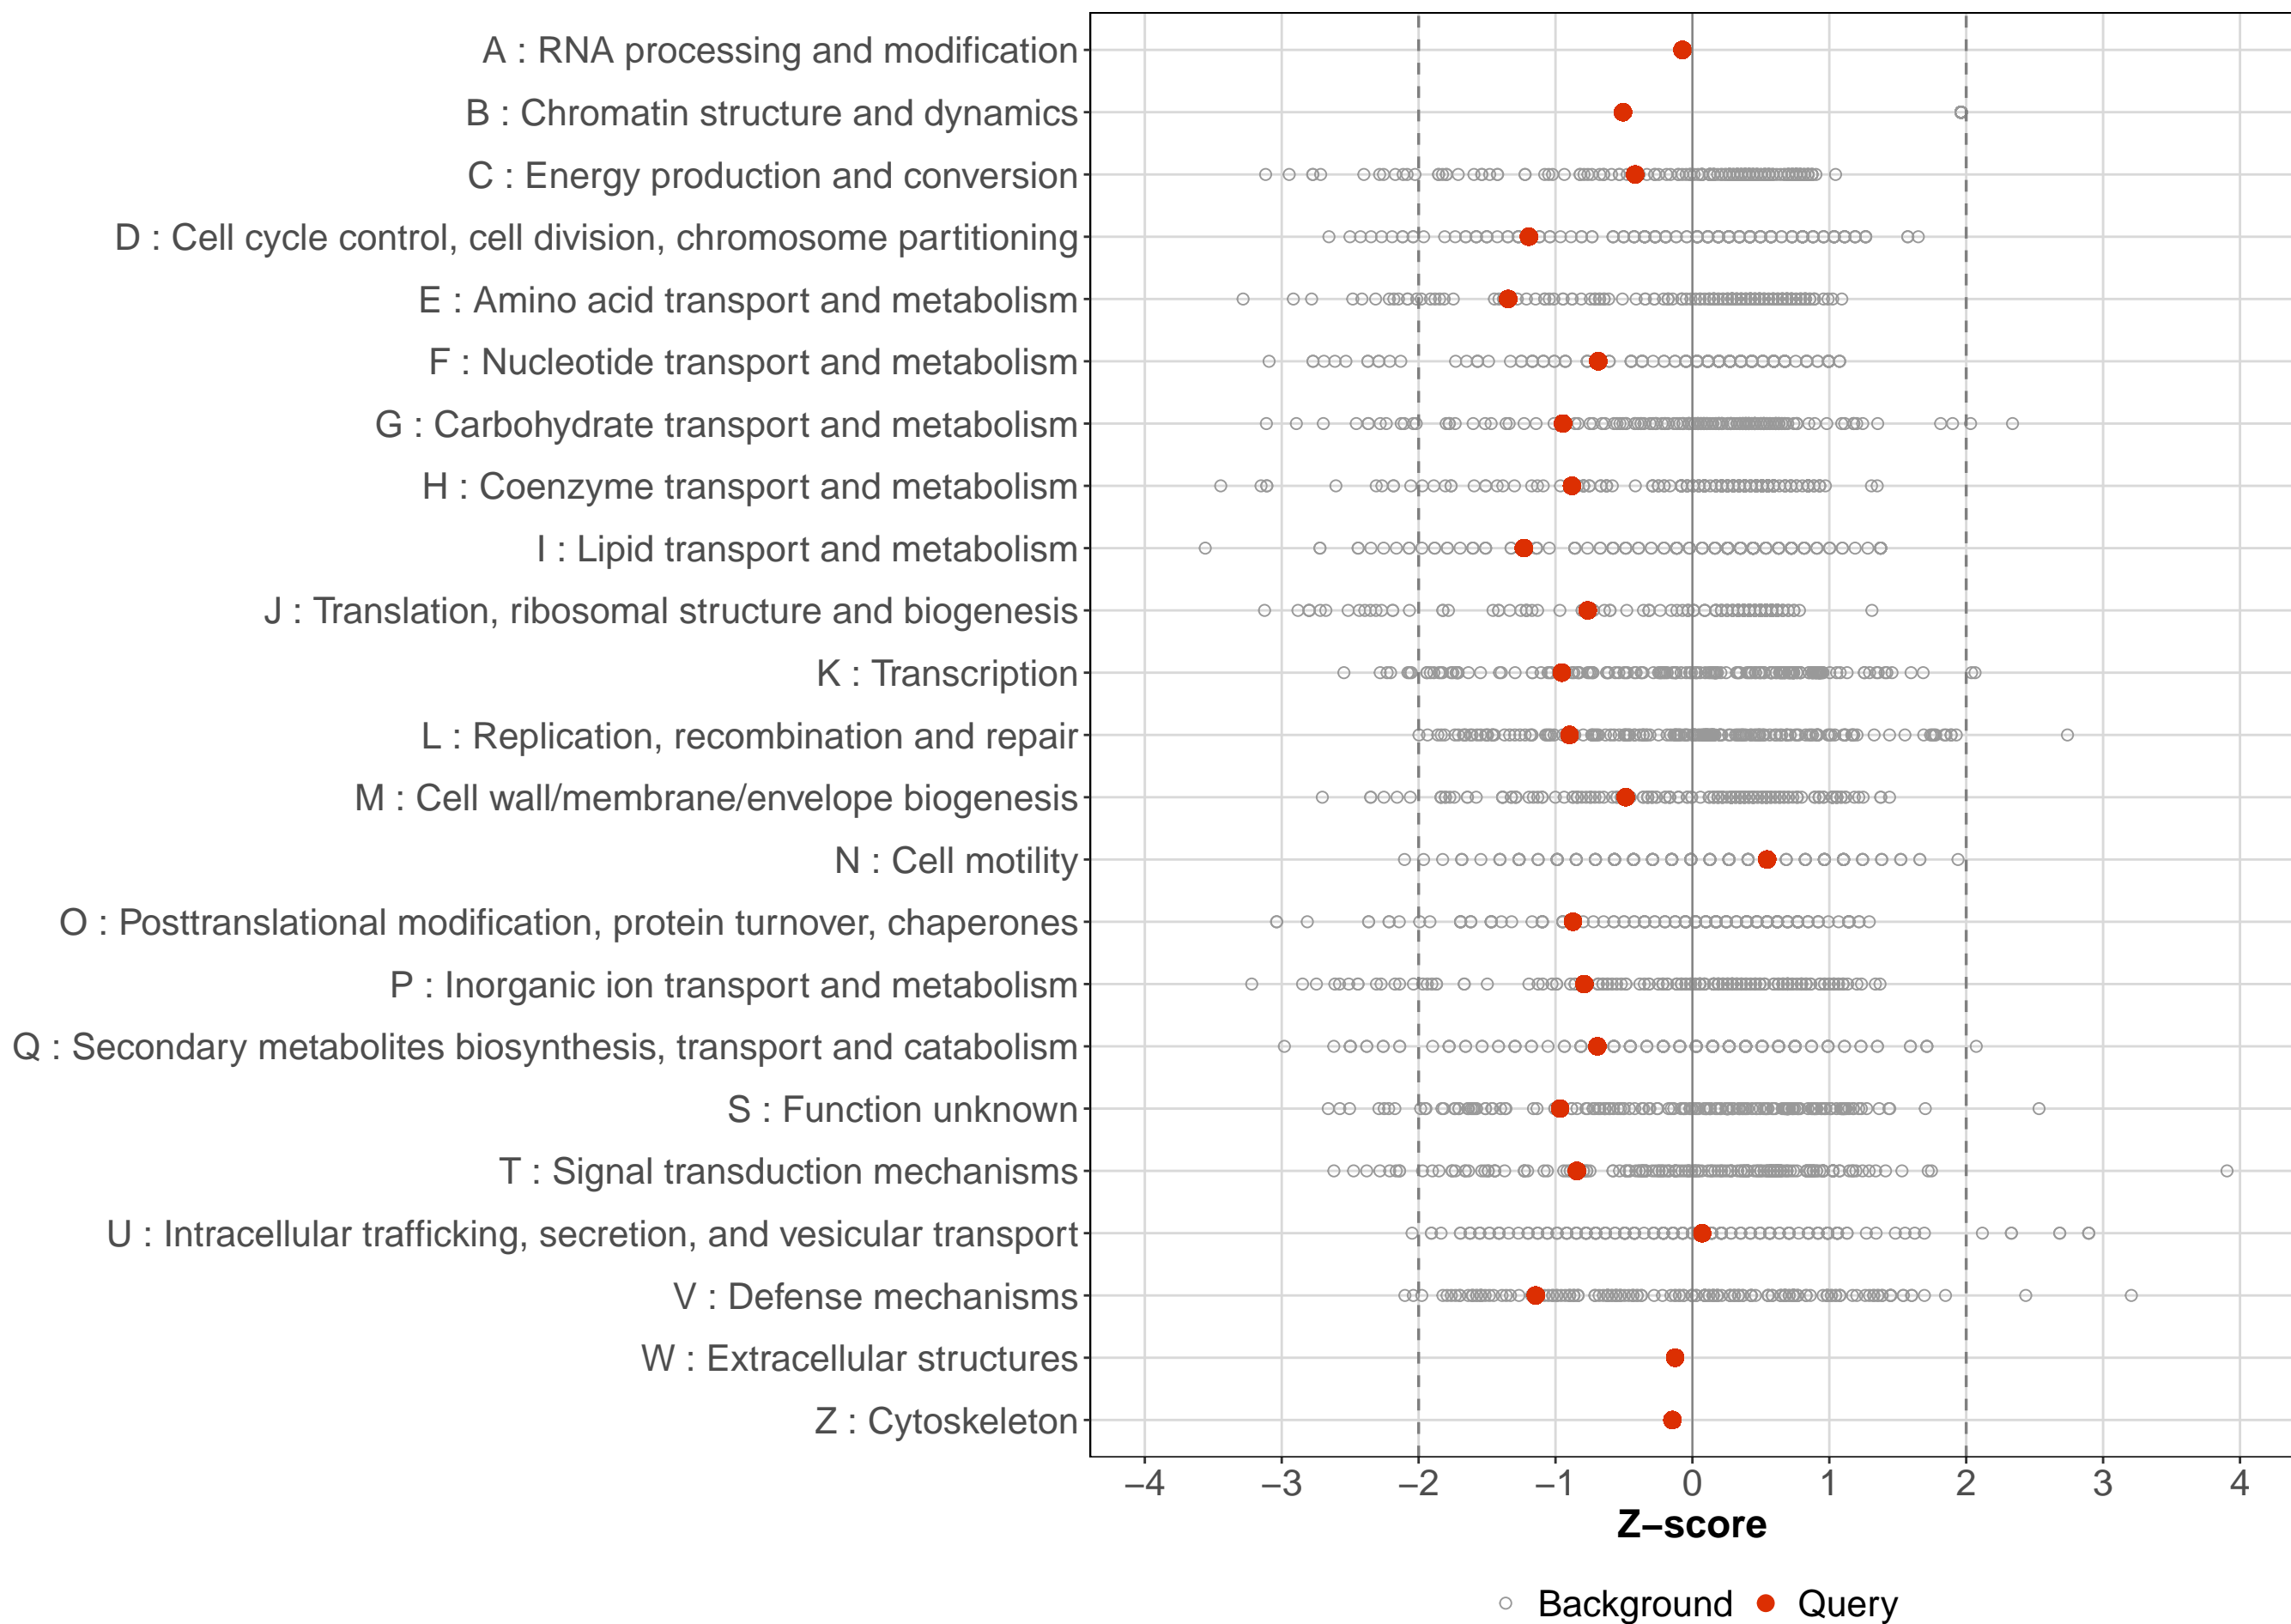 A : RNA processing and modification
B : Chromatin structure and dynamics
C : Energy production and conversion
D : Cell cycle control, cell division, chromosome partitioning
E : Amino acid transport and metabolism
F : Nucleotide transport and metabolism
G : Carbohydrate transport and metabolism
H : Coenzyme transport and metabolism
I : Lipid transport and metabolism
J : Translation, ribosomal structure and biogenesis
K : Transcription
L : Replication, recombination and repair
M : Cell wall/membrane/envelope biogenesis
N : Cell motility
O : Posttranslational modification, protein turnover, chaperones
P : Inorganic ion transport and metabolism
Q : Secondary metabolites biosynthesis, transport and catabolism
S : Function unknown
T : Signal transduction mechanisms
U : Intracellular trafficking, secretion, and vesicular transport
V : Defense mechanisms
W : Extracellular structures
Z : Cytoskeleton
−4 −3 −2 −1 0 1 2 3 4
Z−score
Background Query